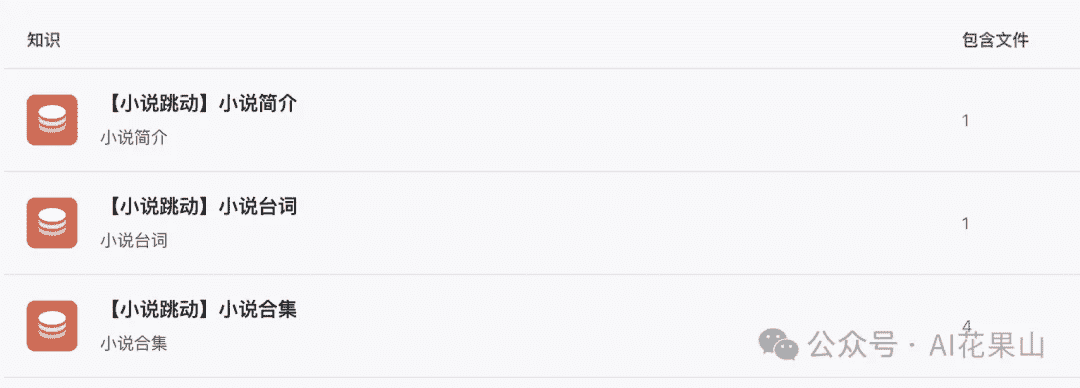 知识
包含文件
【小说跳动】小说简介
小说简介
1
【小说跳动】小说台词
小说台词
1
【小说跳动】小说合集
小说合集
4
公众号 · AI花果山